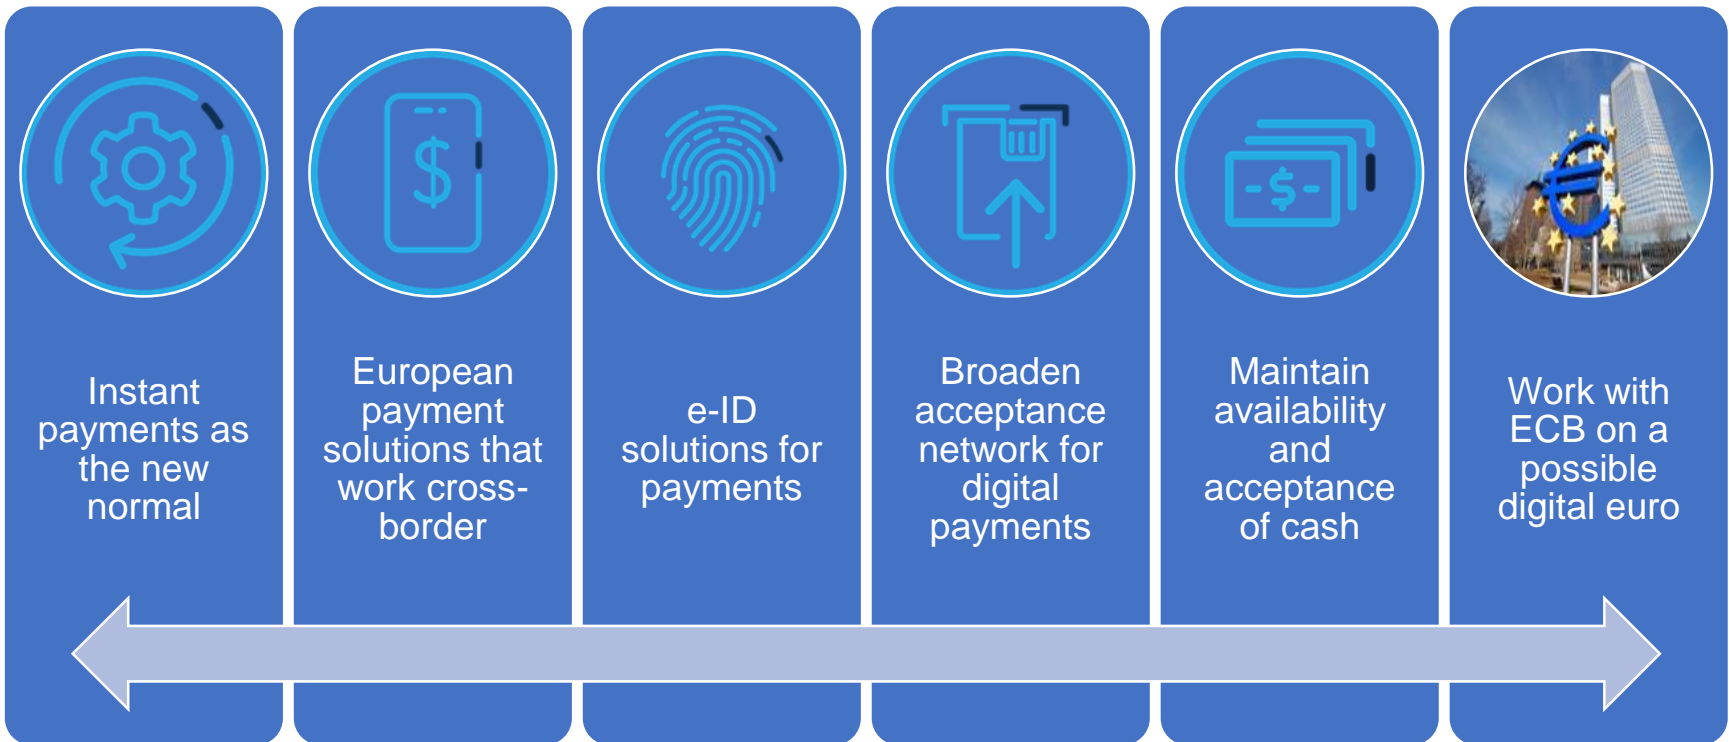 Instant
payments as
the new
normal
European
payment
solutions that
work cross-
border
e-ID
solutions for
payments
Broaden
acceptance
network for
digital
payments
Maintain
availability
and
acceptance
of cash
Work with
ECB on a
possible
digital euro